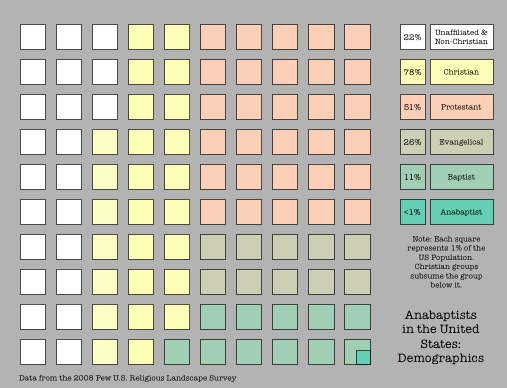 22% Unaffiliated &
Non-Christian
78% Christian
51% Protestant
26% Evangelical
11% Baptist
<1% Anabaptist
Note: Each square
represents 1% of the
US Population.
Christian groups
subsume the group
below it.
Anabaptists
in the United
States:
Demographics
Data from the 2008 Pew U.S. Religious Landscape Survey